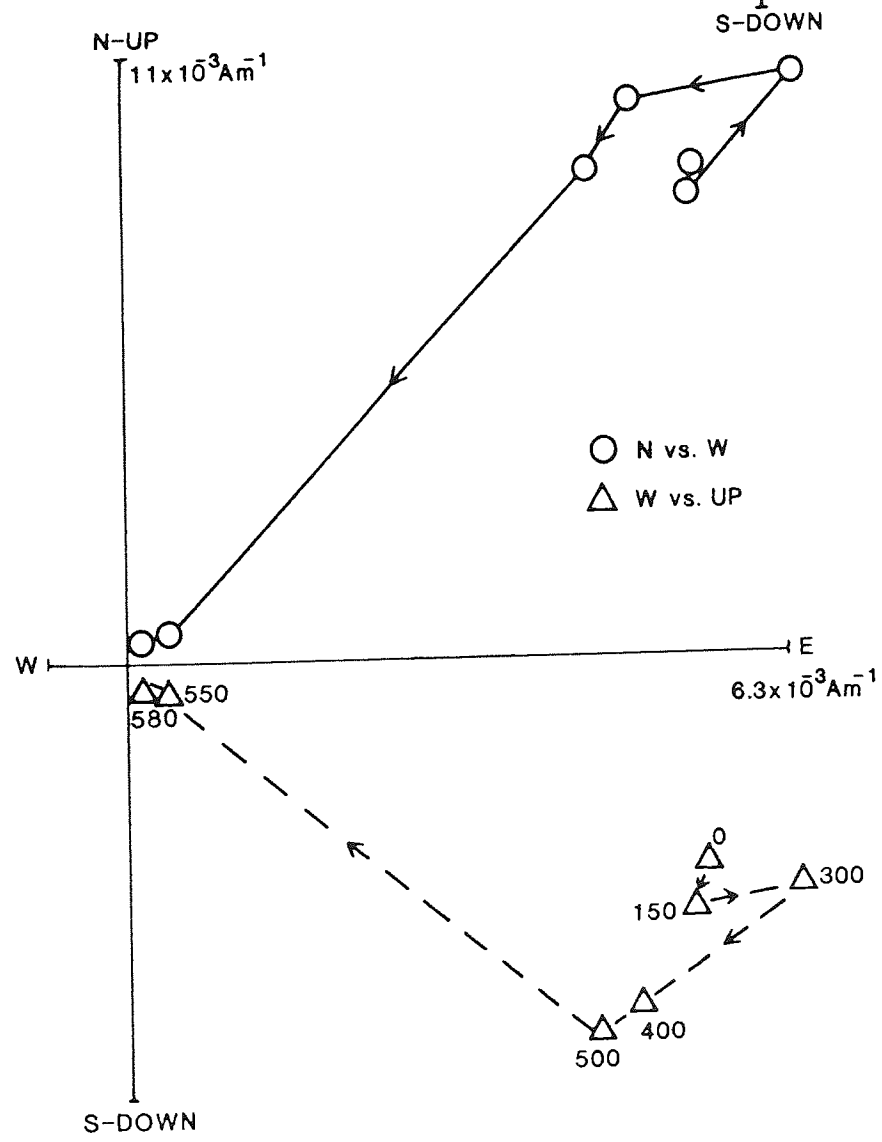 S-DOWN
N-UP
11x10⁻³Am⁻¹
N vs. W
W vs. UP
W
E
6.3x10⁻³Am⁻¹
550
580
0
300
150
400
500
S-DOWN